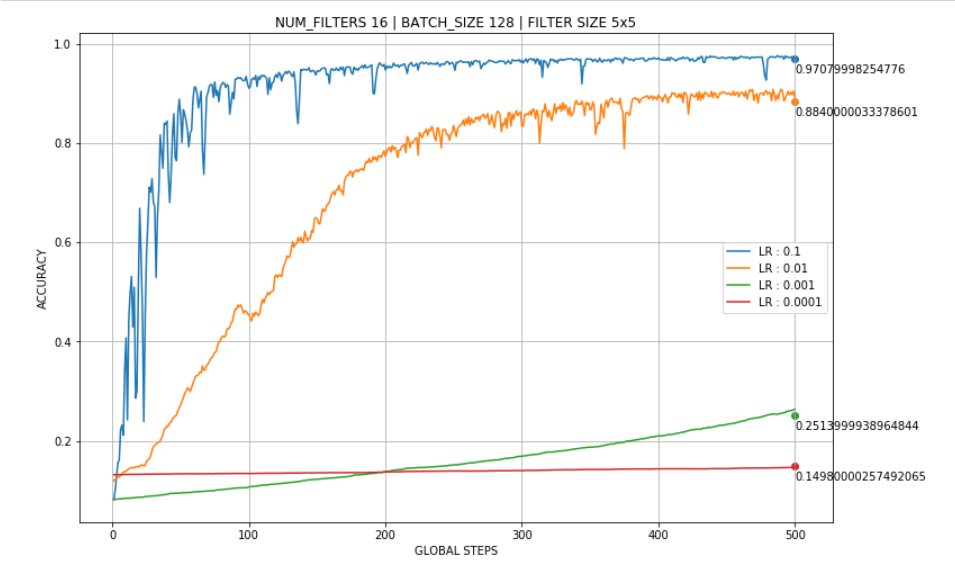 NUM_FILTERS 16 | BATCH_SIZE 128 | FILTER SIZE 5x5
1.0
0.97079998254776
0.8840000033378601
0.8
0.6
LR : 0.1
LR : 0.01
LR : 0.001
LR : 0.0001
ACCURACY
0.4
0.2513999938964844
0.2
0.14980000257492065
0 100 200 300 400 500
GLOBAL STEPS